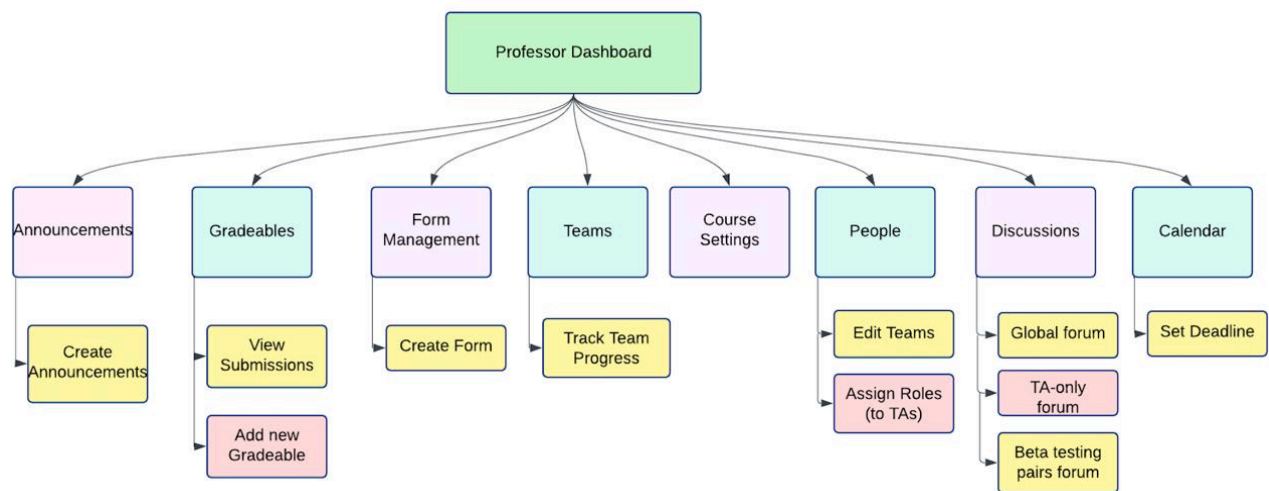 Professor Dashboard
Announcements
Gradeables
Form
Management
Teams
Course
Settings
People
Discussions
Calendar
Create
Announcements
View
Submissions
Add new
Gradeable
Create Form
Track Team
Progress
Edit Teams
Assign Roles
(to TAs)
Global forum
TA-only
forum
Beta testing
pairs forum
Set Deadline